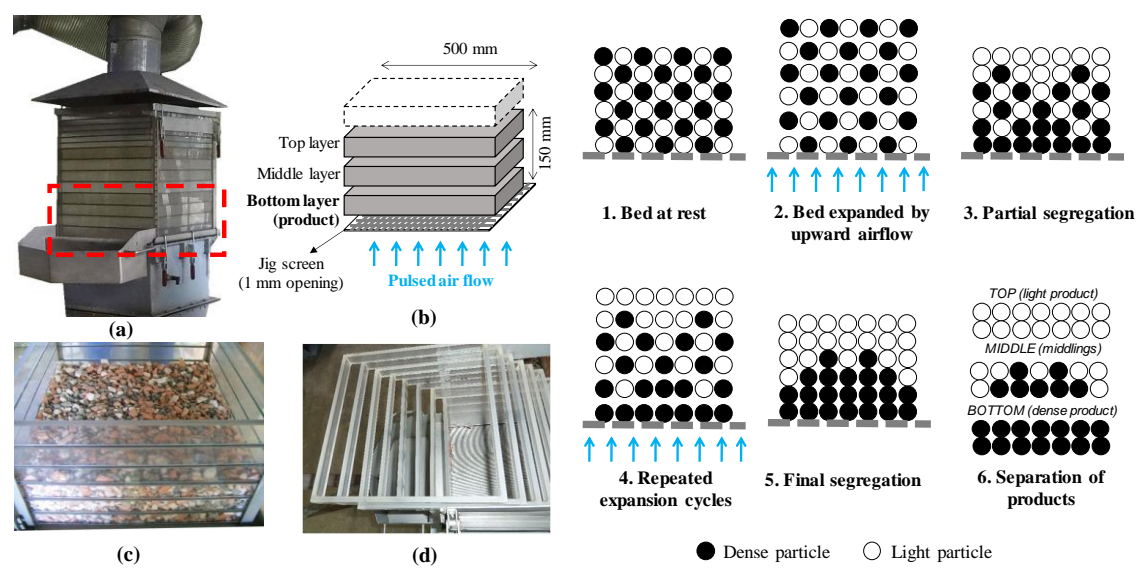 500 mm
150 mm
Top layer
Middle layer
Bottom layer
(product)
Jig screen
(1 mm opening)
Pulsed air flow
(a)
(b)
(c)
(d)
1. Bed at rest
2. Bed expanded by
upward airflow
3. Partial segregation
4. Repeated
expansion cycles
5. Final segregation
TOP (light product)
MIDDLE (middlings)
BOTTOM (dense product)
6. Separation of
products
Dense particle
Light particle